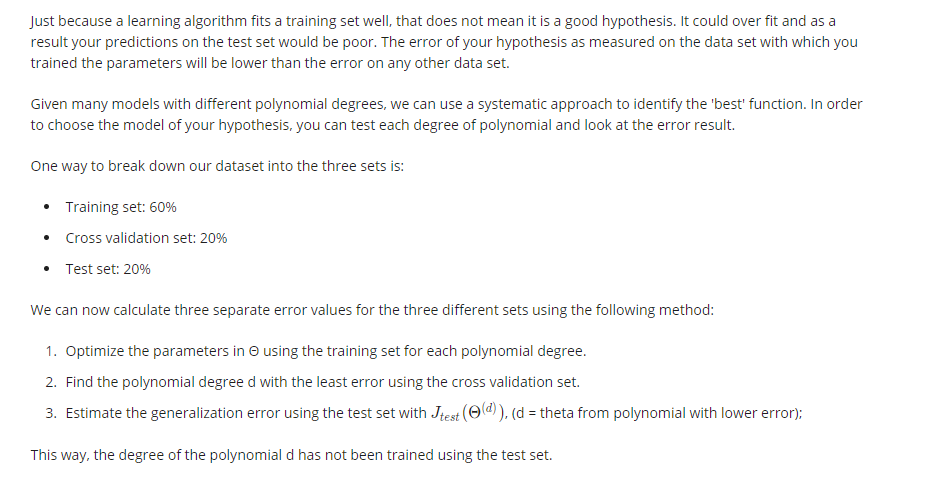 Just because a learning algorithm fits a training set well, that does not mean it is a good hypothesis. It could over fit and as a
result your predictions on the test set would be poor. The error of your hypothesis as measured on the data set with which you
trained the parameters will be lower than the error on any other data set.
Given many models with different polynomial degrees, we can use a systematic approach to identify the 'best' function. In order
to choose the model of your hypothesis, you can test each degree of polynomial and look at the error result.
One way to break down our dataset into the three sets is:
• Training set: 60%
• Cross validation set: 20%
• Test set: 20%
We can now calculate three separate error values for the three different sets using the following method:
1. Optimize the parameters in Θ using the training set for each polynomial degree.
2. Find the polynomial degree d with the least error using the cross validation set.
3. Estimate the generalization error using the test set with J_{test}(Θ^{(d)}), (d = theta from polynomial with lower error);
This way, the degree of the polynomial d has not been trained using the test set.